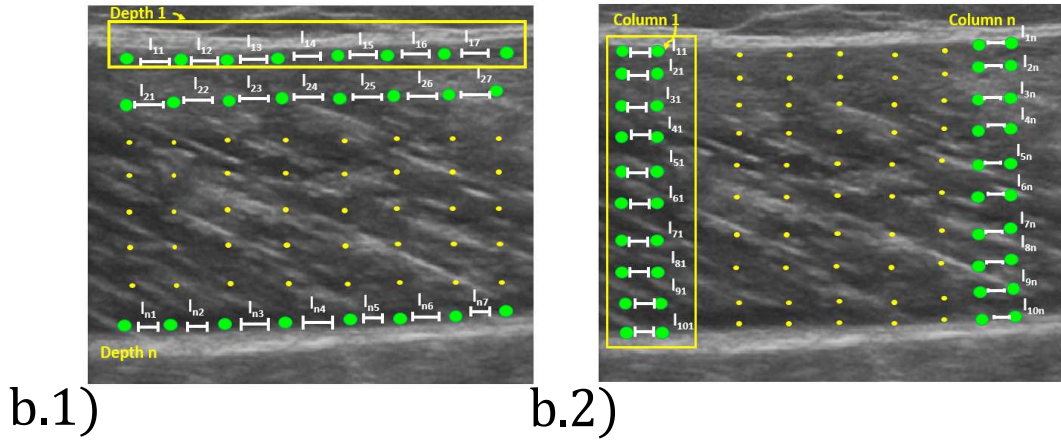 Depth 1
l11 l12 l13 l14 l15 l16 l17
l21 l22 l23 l24 l25 l26 l27
ln1 ln2 ln3 ln4 ln5 ln6 ln7
Depth n
b.1)
Column 1
Column n
l11
l21
l31
l41
l51
l61
l71
l81
l91
l101
l1n
l2n
l3n
l4n
l5n
l6n
l7n
l8n
l9n
l10n
b.2)